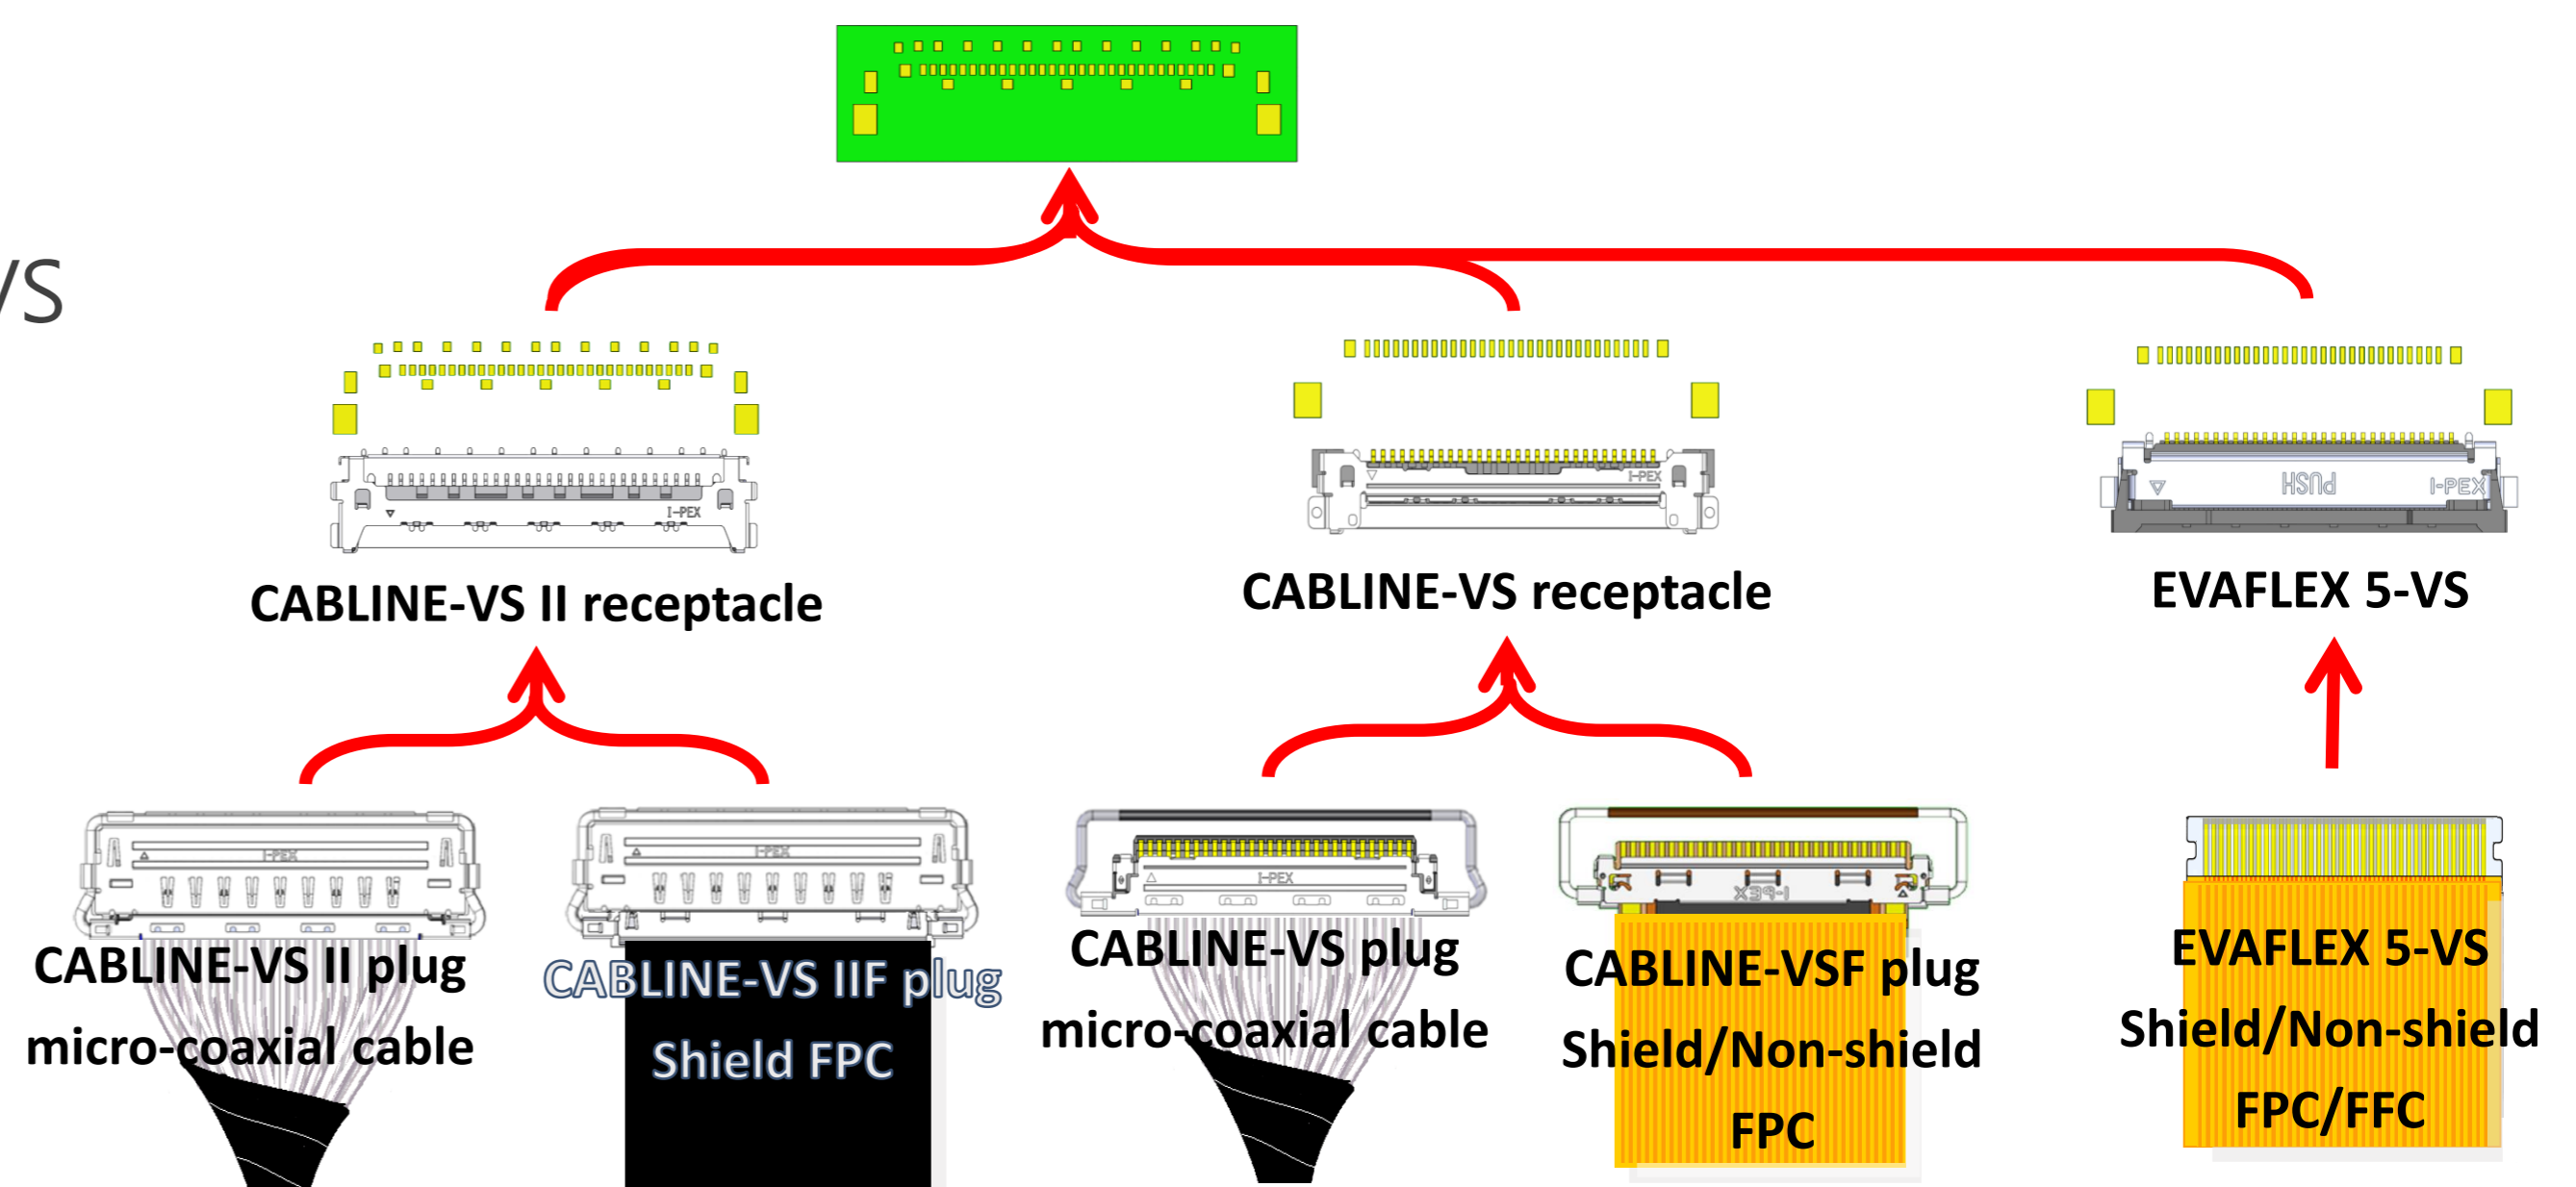 VS
I-PEX
I-PEX
PUSH
I-PEX
CABLINE-VS II receptacle
CABLINE-VS receptacle
EVAFLEX 5-VS
I-PEX
I-PEX
I-PEX
I-PEX
CABLINE-VS II plug
micro-coaxial cable
CABLINE-VS IIF plug
Shield FPC
CABLINE-VS plug
micro-coaxial cable
CABLINE-VSF plug
Shield/Non-shield
FPC
EVAFLEX 5-VS
Shield/Non-shield
FPC/FFC